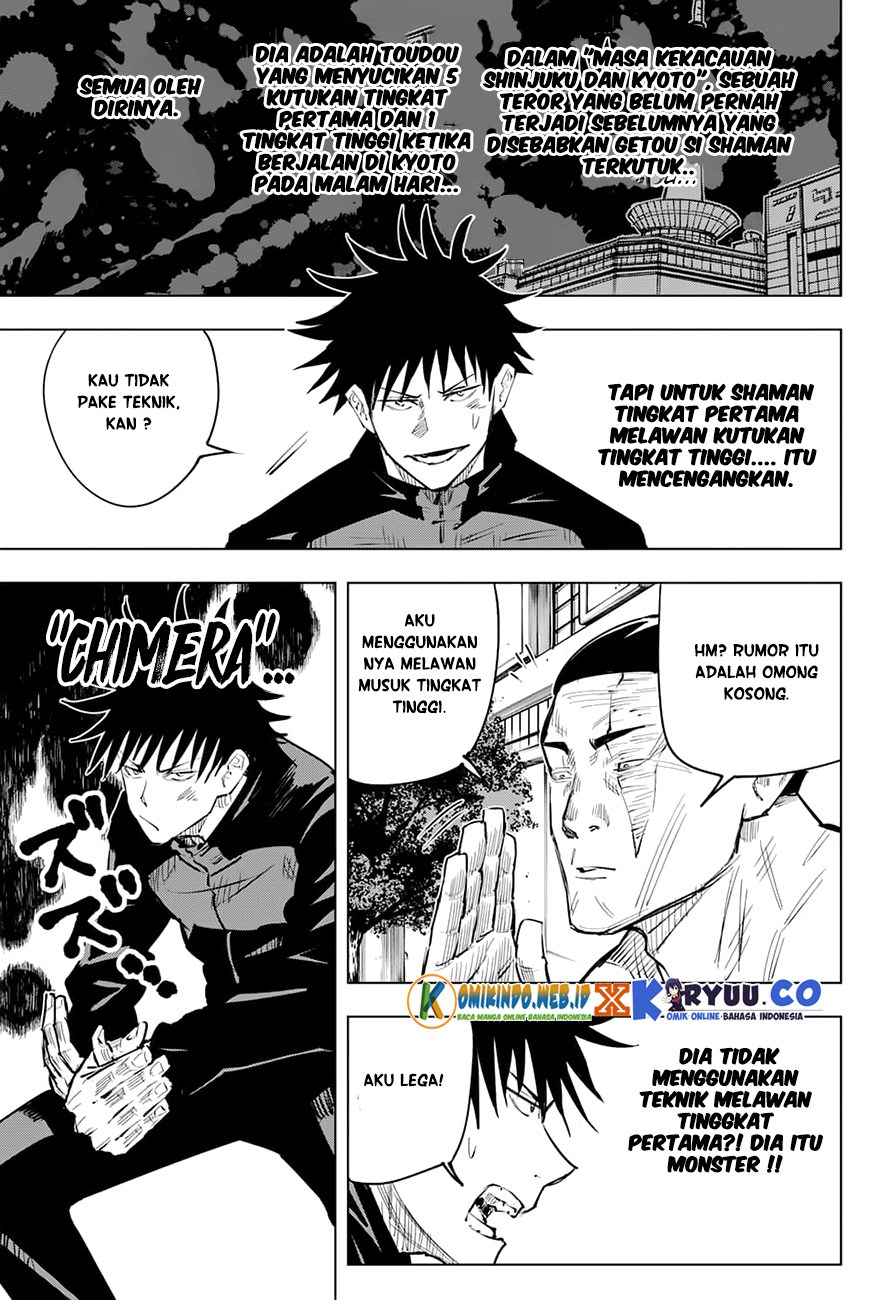 DALAM "MASA KEKACAUAN
SHINJUKU DAN KYOTO", SEBUAH
TEROR YANG BELUM PERNAH
TERJADI SEBELUMNYA YANG
DISEBABKAN GETOU SI SHAMAN
TERKUTUK..
DIA ADALAH TOUDOU
YANG MENYUCIKAN 5
KUTUKAN TINGKAT
PERTAMA DAN 1
TINGKAT TINGGI KETIKA
BERJALAN DI KYOTO
PADA MALAM HARI...
SEMUA OLEH
DIRINYA.
TAPI UNTUK SHAMAN
TINGKAT PERTAMA
MELAWAN KUTUKAN
TINGKAT TINGGI.... ITU
MENCENGANGKAN.
KAU TIDAK
PAKE TEKNIK,
KAN ?
HM? RUMOR ITU
ADALAH OMONG
KOSONG.
AKU
MENGGUNAKAN
NYA MELAWAN
MUSUK TINGKAT
TINGGI.
DIA TIDAK
MENGGUNAKAN
TEKNIK MELAWAN
TINGGKAT
PERTAMA?! DIA ITU
MONSTER !!
AKU LEGA!
"CHIMERA"...
ズズズ
KOMIKINDO.WEB.ID X KIRYUU.CO
BACA MANGA ONLINE BAHASA INDONESIA
OMIK ONLINE BAHASA INDONESIA